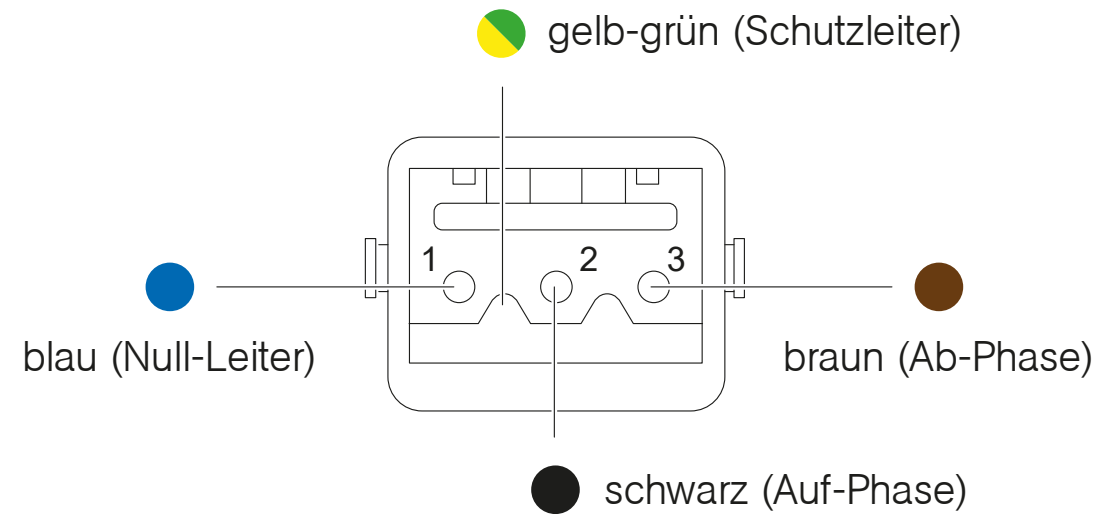 gelb-grün (Schutzleiter)
1
2
3
blau (Null-Leiter)
braun (Ab-Phase)
schwarz (Auf-Phase)